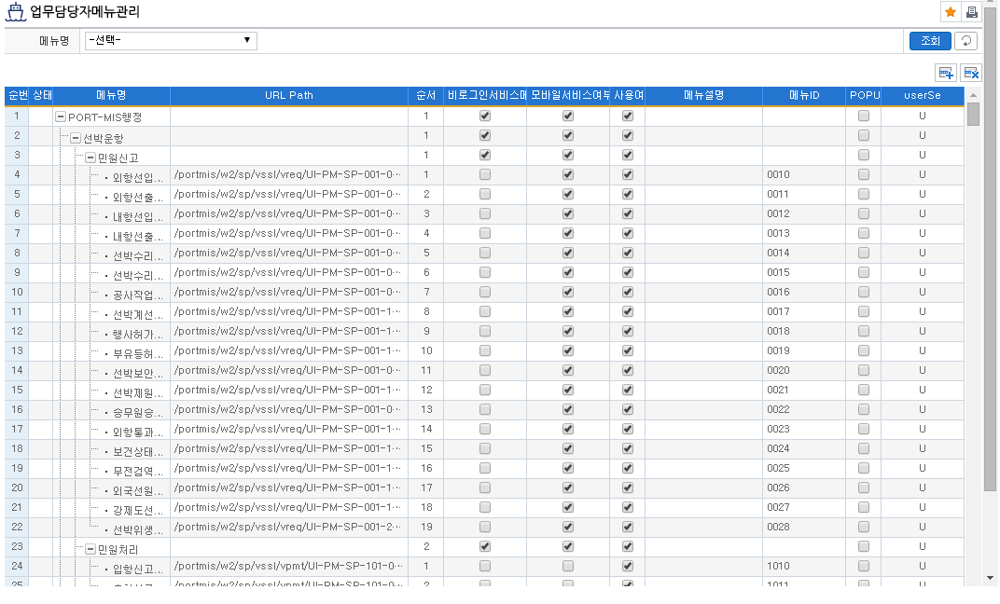 업무담당자메뉴관리
메뉴명 -선택- 조회
순번 상태 메뉴명 URL Path 순서 비로그인서비스여 모바일서비스여부 사용여 메뉴설명 메뉴ID POPU userSe
1 PORT-MIS행정 1 U
2 선박운항 1 U
3 민원신고 1 U
4 외항선입... /portmis/w2/sp/vssl/vreq/UI-PM-SP-001-0··· 1 0010 U
5 외항선출... /portmis/w2/sp/vssl/vreq/UI-PM-SP-001-0··· 2 0011 U
6 내항선입... /portmis/w2/sp/vssl/vreq/UI-PM-SP-001-0··· 3 0012 U
7 내항선출... /portmis/w2/sp/vssl/vreq/UI-PM-SP-001-0··· 4 0013 U
8 선박수리... /portmis/w2/sp/vssl/vreq/UI-PM-SP-001-0··· 5 0014 U
9 선박수리... /portmis/w2/sp/vssl/vreq/UI-PM-SP-001-0··· 6 0015 U
10 공사작업... /portmis/w2/sp/vssl/vreq/UI-PM-SP-001-0··· 7 0016 U
11 선박계선... /portmis/w2/sp/vssl/vreq/UI-PM-SP-001-1··· 8 0017 U
12 행사허가... /portmis/w2/sp/vssl/vreq/UI-PM-SP-001-1··· 9 0018 U
13 부유등허... /portmis/w2/sp/vssl/vreq/UI-PM-SP-001-1··· 10 0019 U
14 선박보안... /portmis/w2/sp/vssl/vreq/UI-PM-SP-001-0··· 11 0020 U
15 선박제원... /portmis/w2/sp/vssl/vreq/UI-PM-SP-001-1··· 12 0021 U
16 승무원승... /portmis/w2/sp/vssl/vreq/UI-PM-SP-001-0··· 13 0022 U
17 외항통과... /portmis/w2/sp/vssl/vreq/UI-PM-SP-001-1··· 14 0023 U
18 보건상태... /portmis/w2/sp/vssl/vreq/UI-PM-SP-001-1··· 15 0024 U
19 무전검역... /portmis/w2/sp/vssl/vreq/UI-PM-SP-001-1··· 16 0025 U
20 외국선원... /portmis/w2/sp/vssl/vreq/UI-PM-SP-001-1··· 17 0026 U
21 강제도선... /portmis/w2/sp/vssl/vreq/UI-PM-SP-001-1··· 18 0027 U
22 선박위생... /portmis/w2/sp/vssl/vreq/UI-PM-SP-001-2··· 19 0028 U
23 민원처리 2 U
24 입항신고... /portmis/w2/sp/vssl/vpmt/UI-PM-SP-101-0··· 1 1010 U
25 /portmis/w2/sp/vssl/vpmt/UI-PM-SP-101-0··· 2 1011 U